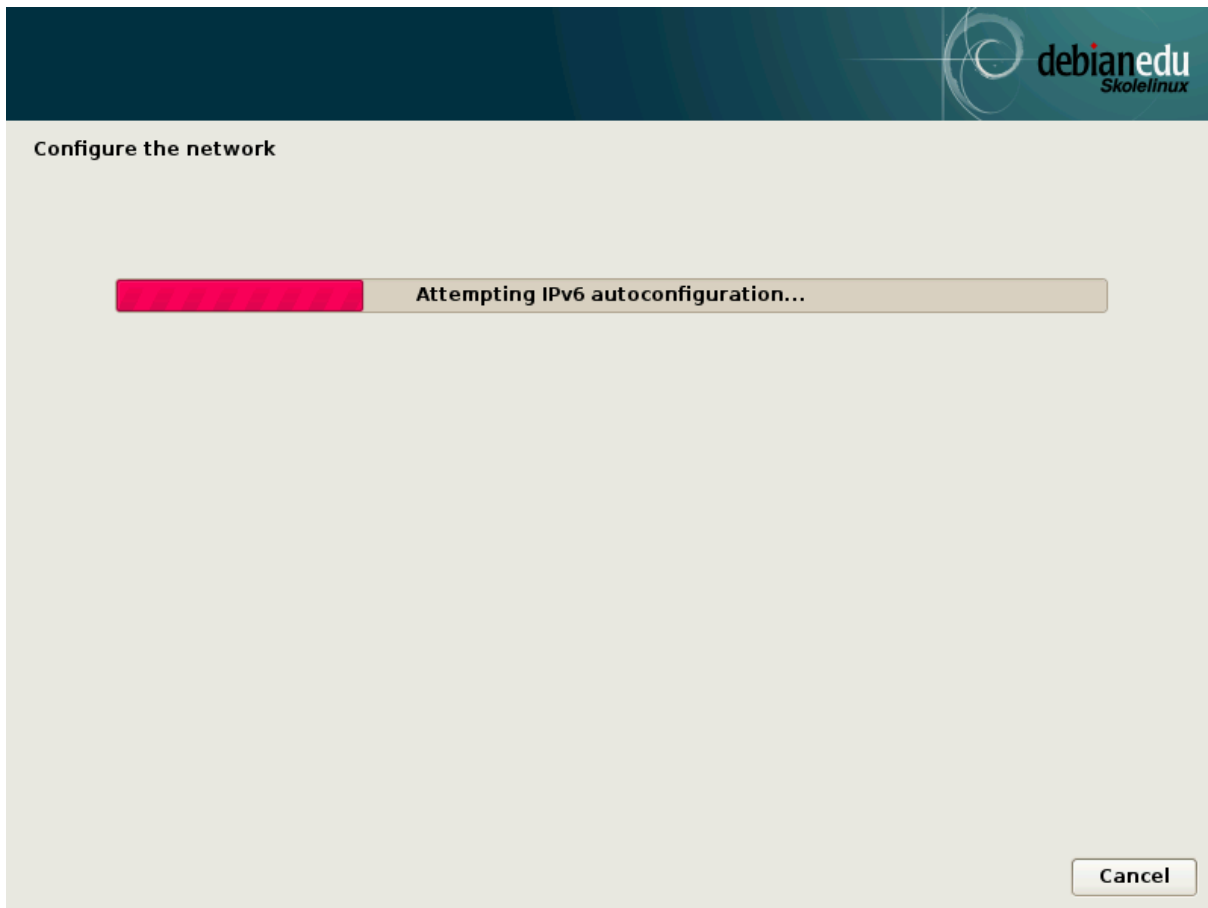 debianedu
Skolelinux
Configure the network
Attempting IPv6 autoconfiguration...
Cancel